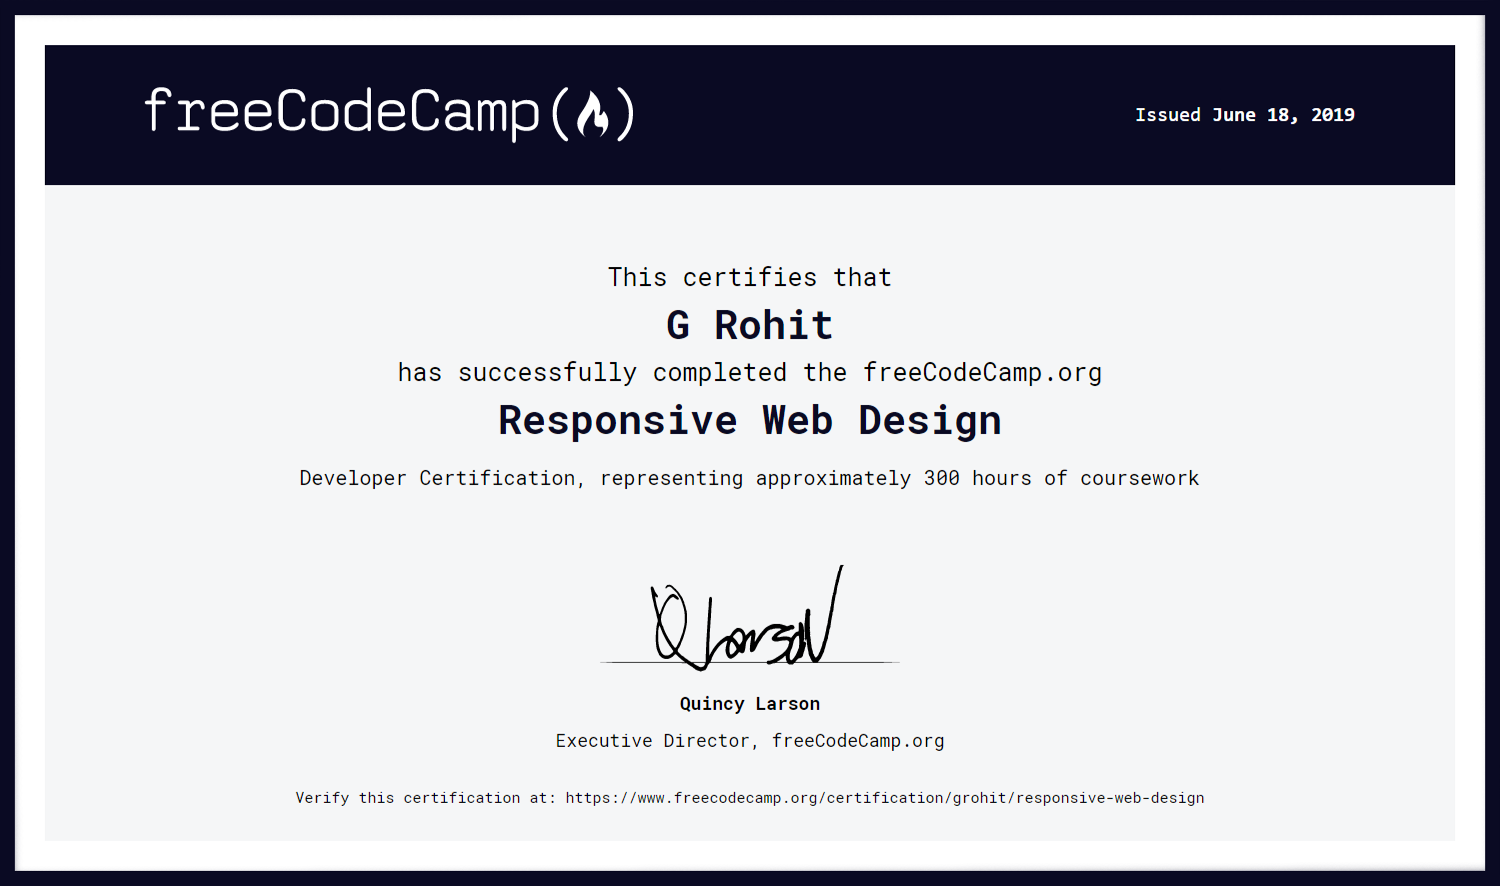 freeCodeCamp
Issued June 18, 2019
This certifies that
G Rohit
has successfully completed the freeCodeCamp.org
Responsive Web Design
Developer Certification, representing approximately 300 hours of coursework
Q Larson
Quincy Larson
Executive Director, freeCodeCamp.org
Verify this certification at: https://www.freecodecamp.org/certification/grohit/responsive-web-design